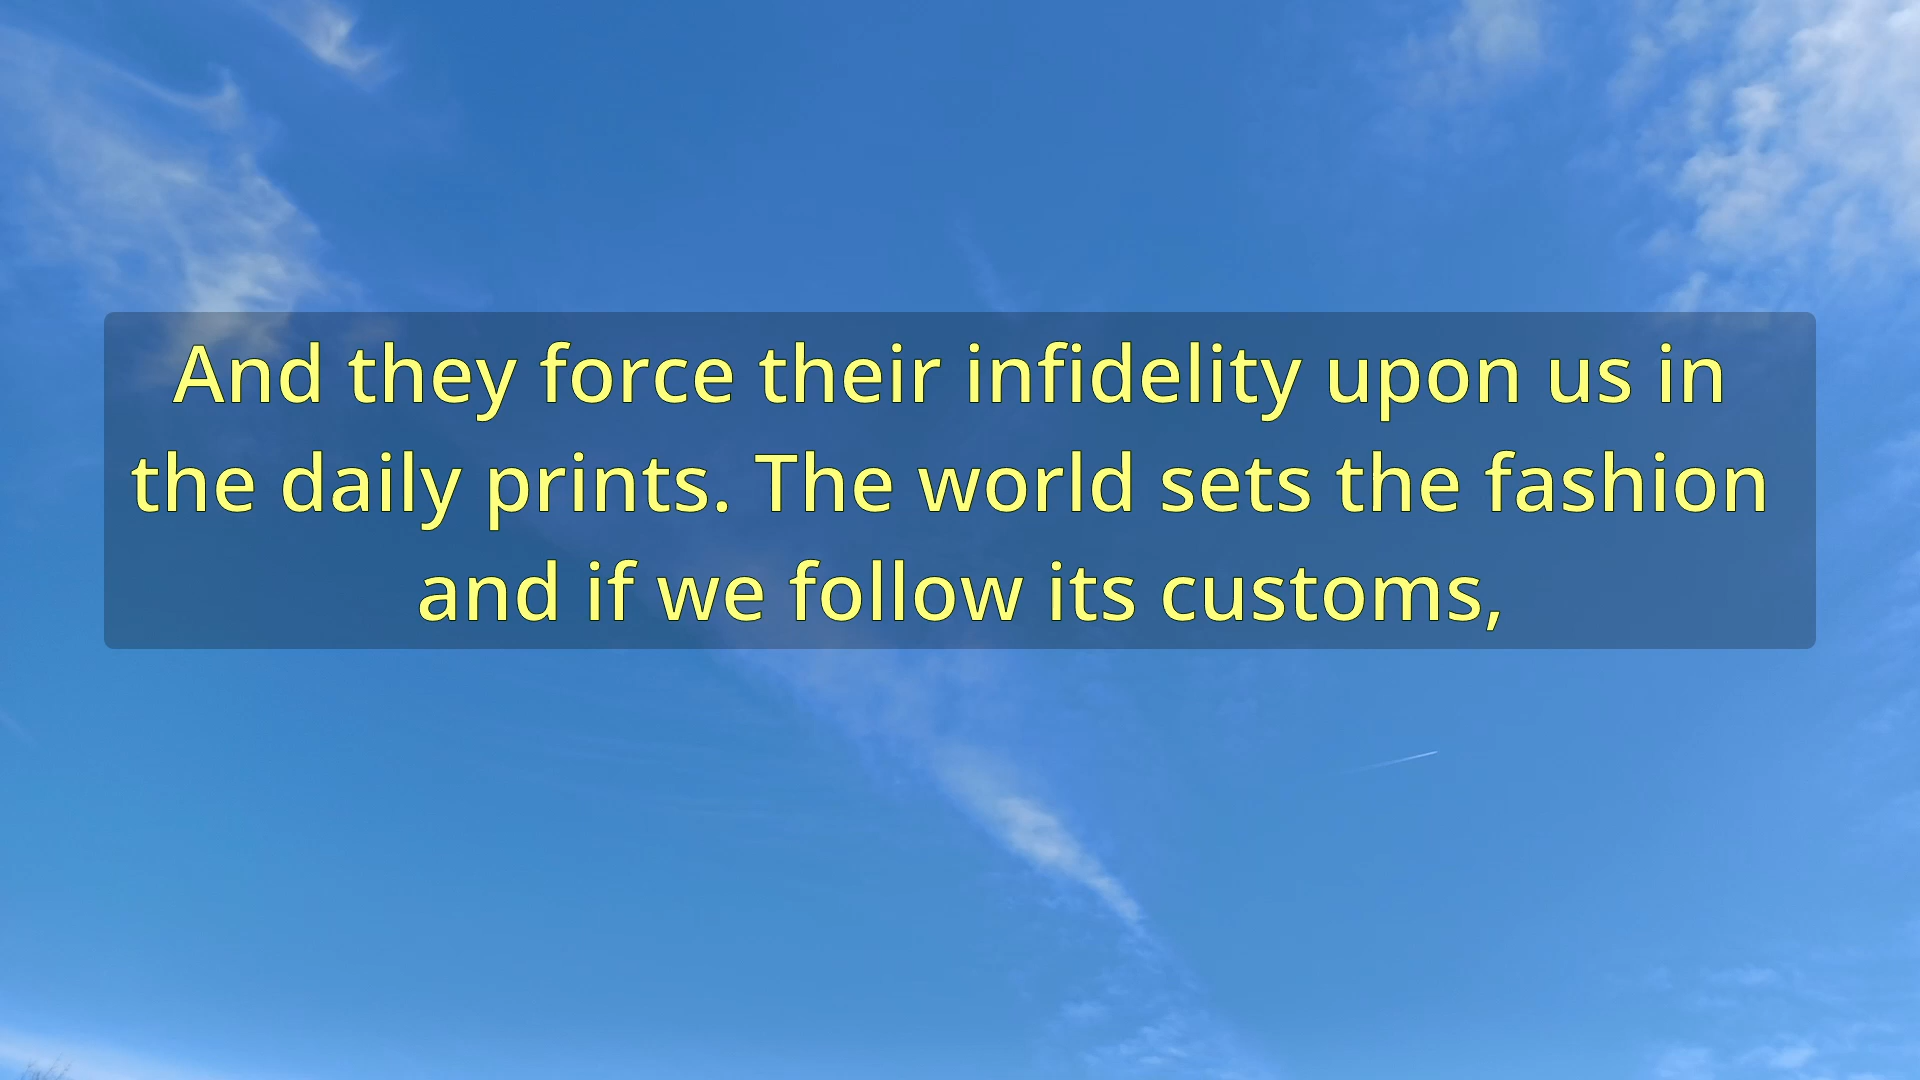 And they force their infidelity upon us in
the daily prints. The world sets the fashion
and if we follow its customs,